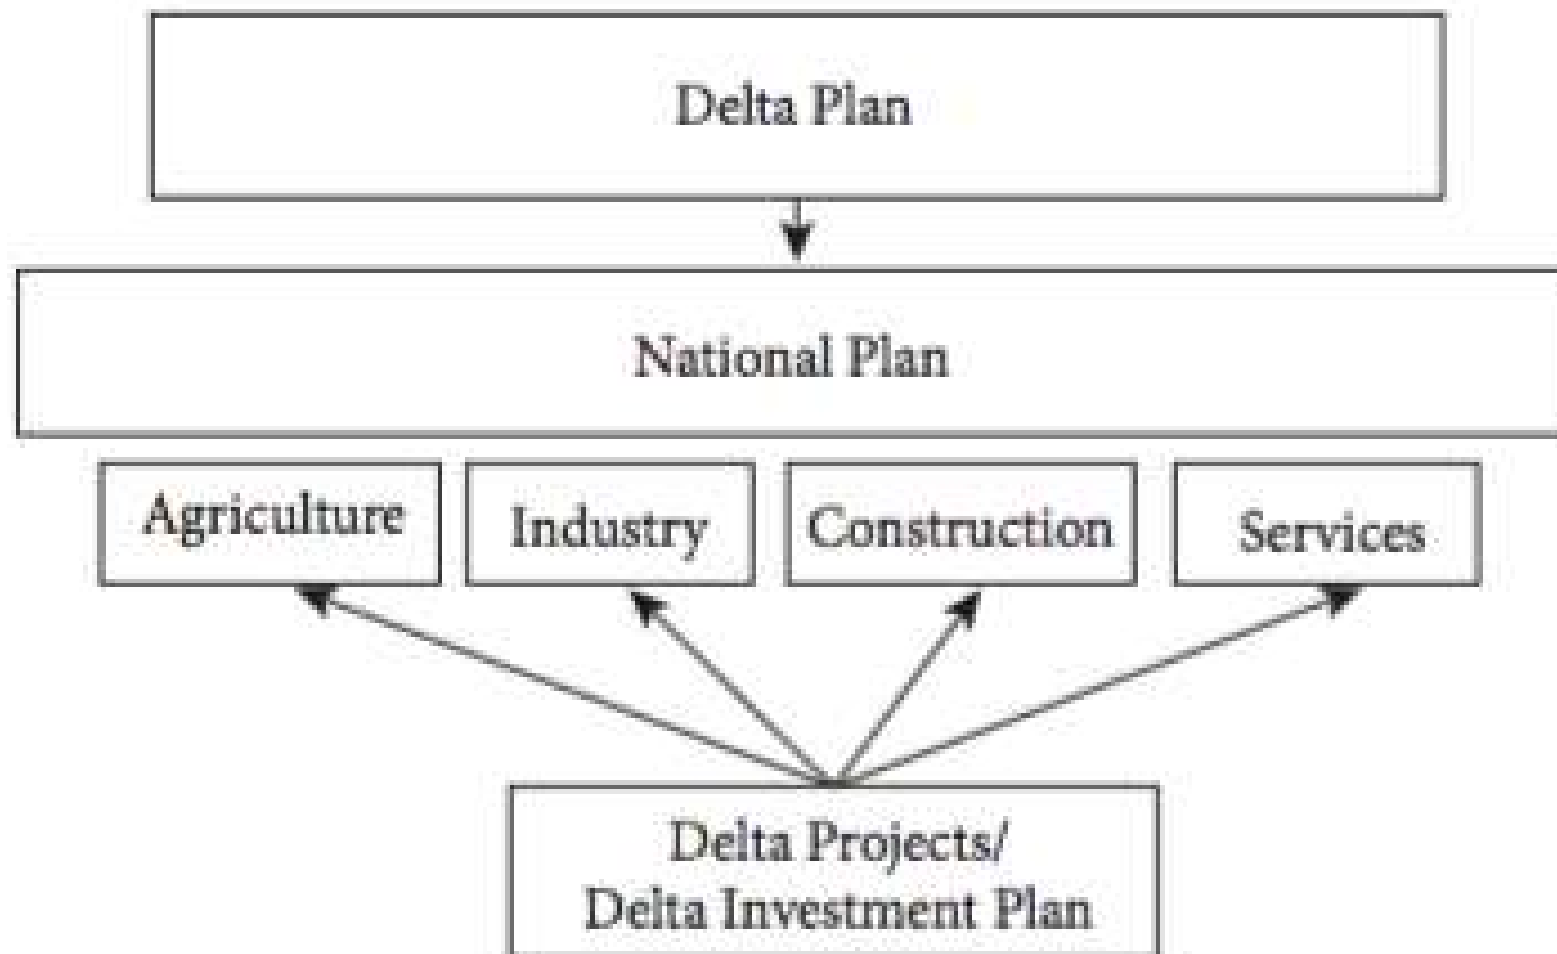 Delta Plan
National Plan
Agriculture
Industry
Construction
Services
Delta Projects/
Delta Investment Plan